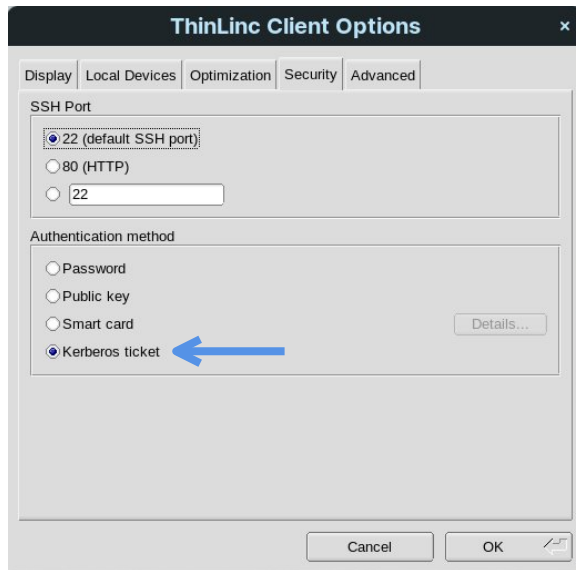 ThinLinc Client Options ×
Display Local Devices Optimization Security Advanced
SSH Port
22 (default SSH port)
80 (HTTP)
22
Authentication method
Password
Public key
Smart card Details...
Kerberos ticket
Cancel OK